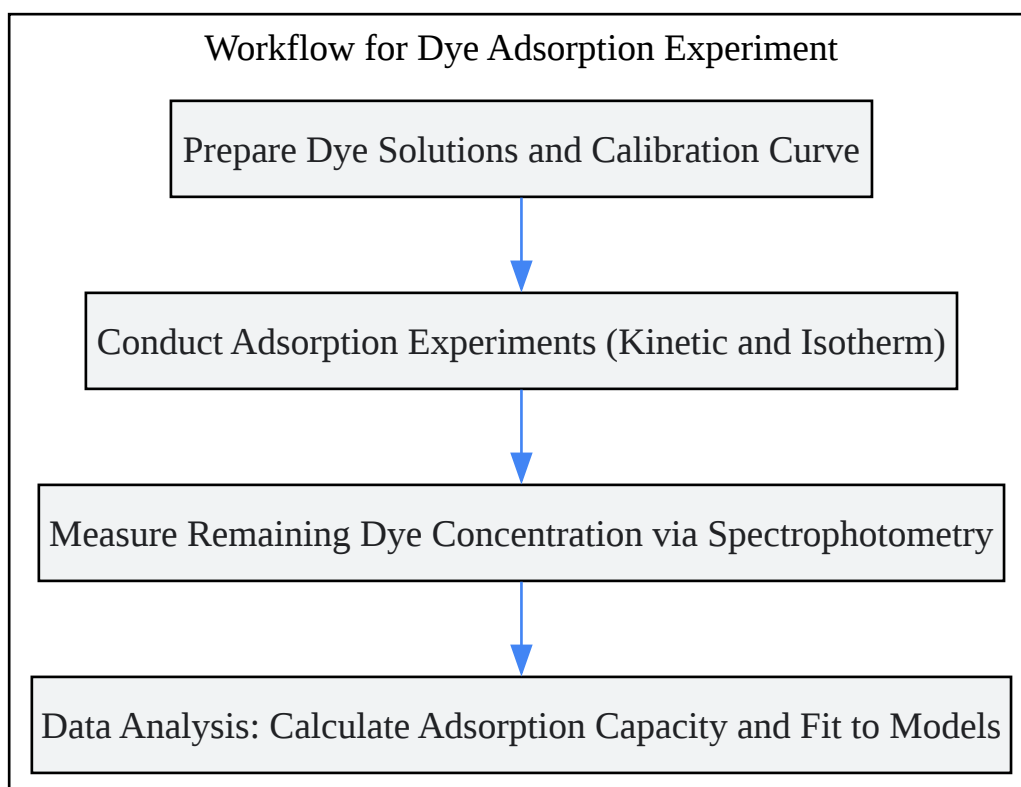 Workflow for Dye Adsorption Experiment
Prepare Dye Solutions and Calibration Curve
Conduct Adsorption Experiments (Kinetic and Isotherm)
Measure Remaining Dye Concentration via Spectrophotometry
Data Analysis: Calculate Adsorption Capacity and Fit to Models